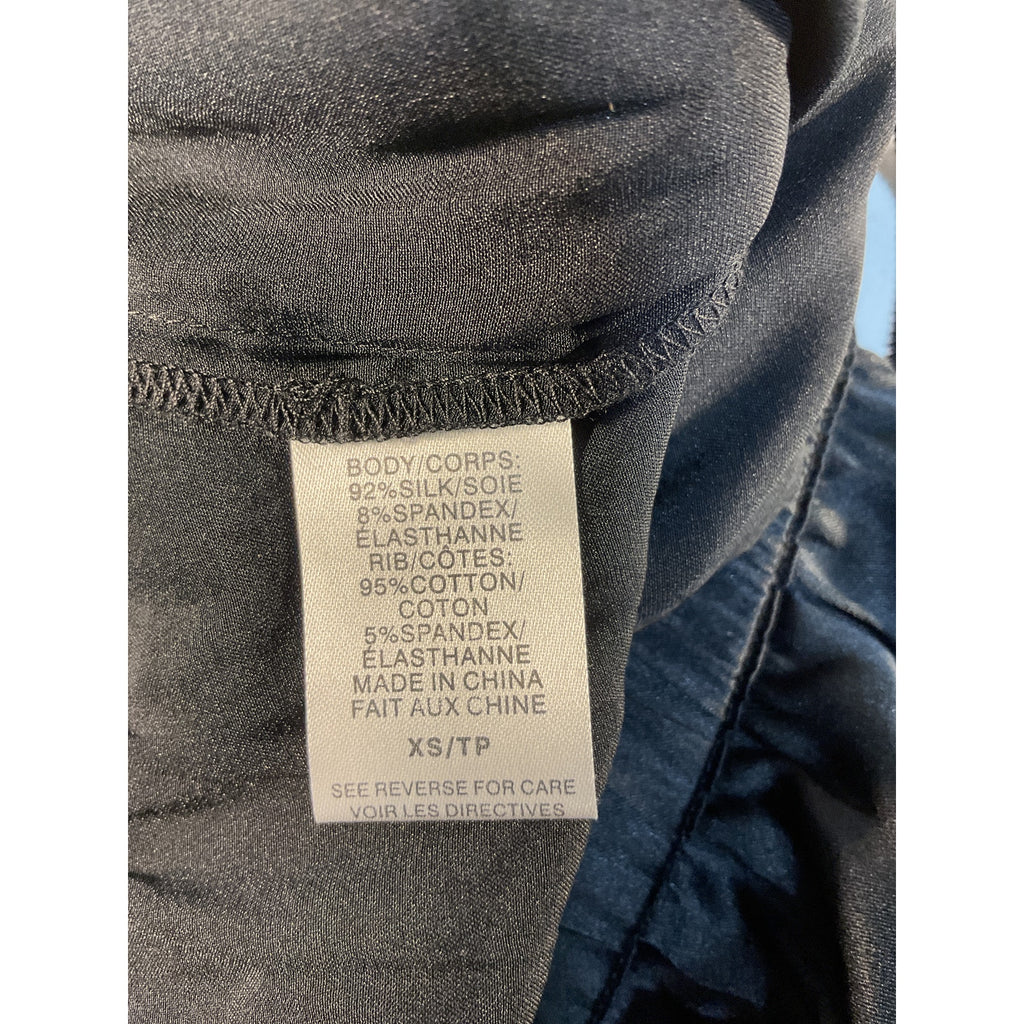 BODY/CORPS:
92%SILK/SOIE
8%SPANDEX/
ÉLASTHANNE
RIB/CÔTES:
95%COTTON/
COTON
5%SPANDEX/
ÉLASTHANNE
MADE IN CHINA
FAIT AUX CHINE
XS/TP
SEE REVERSE FOR CARE
VOIR LES DIRECTIVES